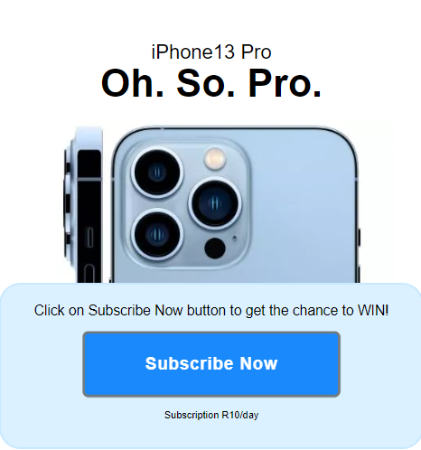 iPhone13 Pro
Oh. So. Pro.
Click on Subscribe Now button to get the chance to WIN!
Subscribe Now
Subscription R10/day